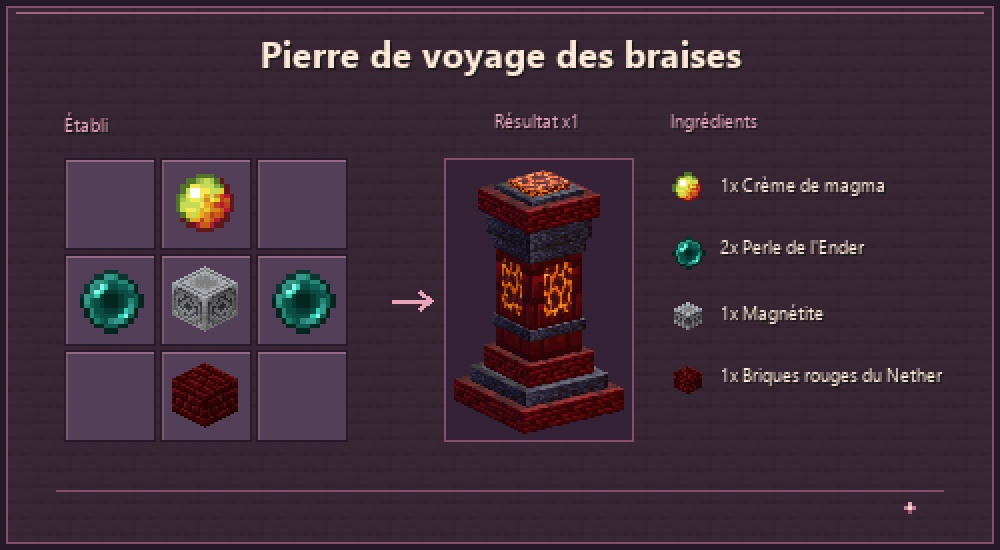 Pierre de voyage des braises
Établi
Résultat x1
Ingrédients
1x Crème de magma
2x Perle de l'Ender
1x Magnétite
1x Briques rouges du Nether